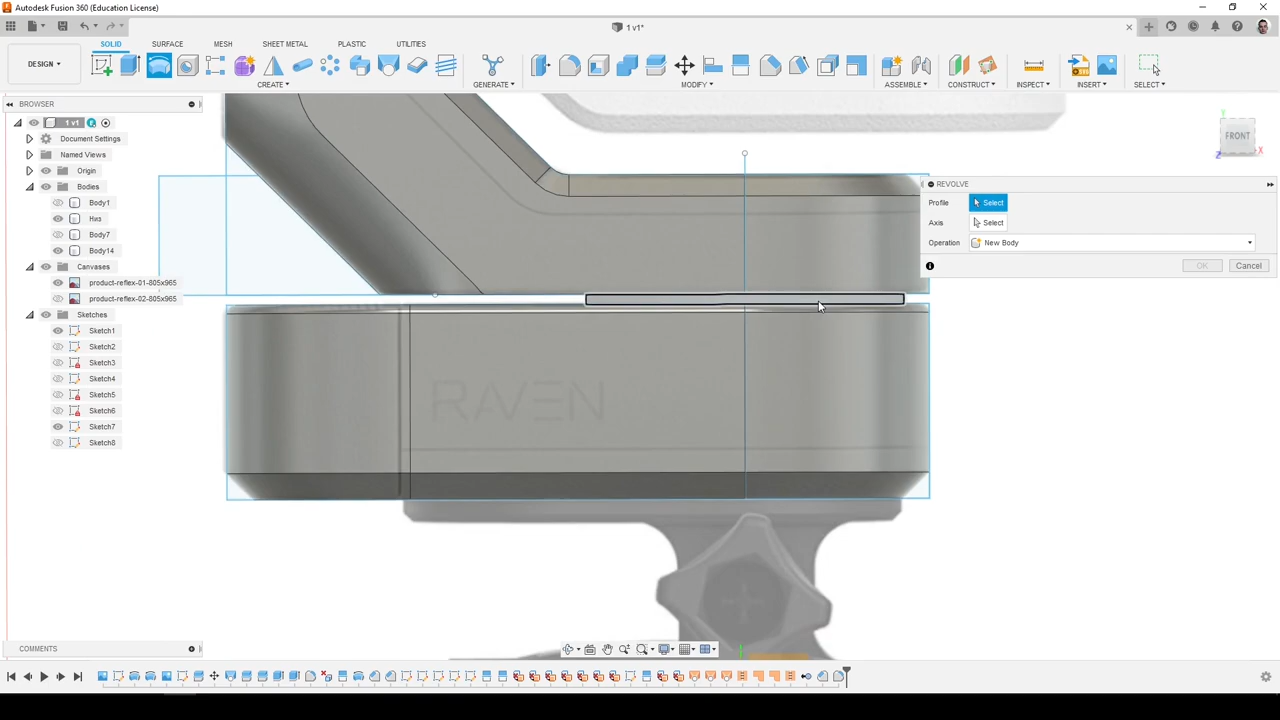 Autodesk Fusion 360 (Education License)
1 v1*
SOLID SURFACE MESH SHEET METAL PLASTIC UTILITIES
DESIGN ▾
CREATE ▾ GENERATE ▾ MODIFY ▾ ASSEMBLE ▾ CONSTRUCT ▾ INSPECT ▾ INSERT ▾ SELECT ▾
BROWSER
1 v1
Document Settings
Named Views
Origin
Bodies
Body1
Низ
Body7
Body14
Canvases
product-reflex-01-805x965
product-reflex-02-805x965
Sketches
Sketch1
Sketch2
Sketch3
Sketch4
Sketch5
Sketch6
Sketch7
Sketch8
FRONT
Y
X
Z
REVOLVE
Profile Select
Axis Select
Operation New Body
OK Cancel
RAVEN
COMMENTS